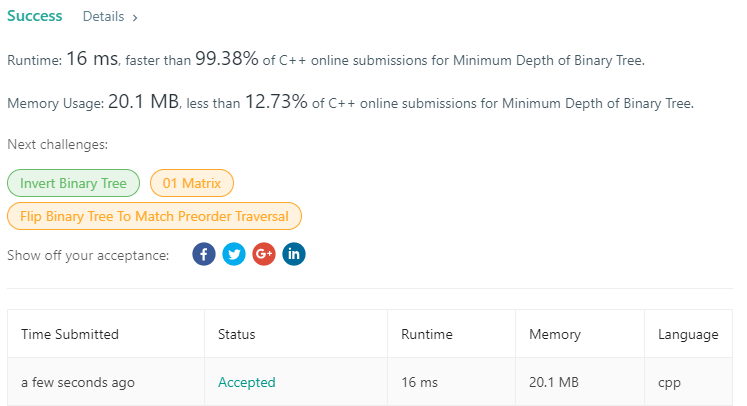 Success Details >
Runtime: 16 ms, faster than 99.38% of C++ online submissions for Minimum Depth of Binary Tree.
Memory Usage: 20.1 MB, less than 12.73% of C++ online submissions for Minimum Depth of Binary Tree.
Next challenges:
Invert Binary Tree 01 Matrix
Flip Binary Tree To Match Preorder Traversal
Show off your acceptance: f G+ in
Time Submitted Status Runtime Memory Language
a few seconds ago Accepted 16 ms 20.1 MB cpp